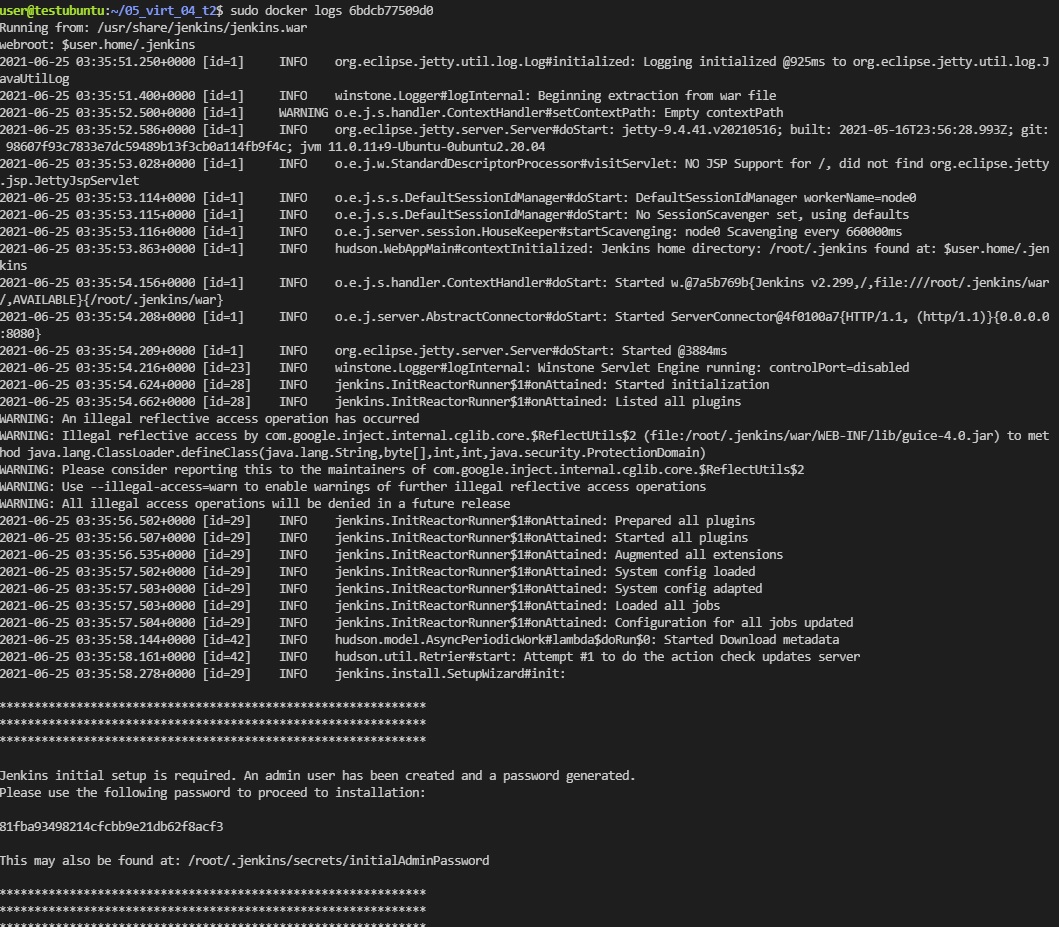 user@testubuntu:~/05_virt_04_t2$ sudo docker logs 6bdcb77509d0
Running from: /usr/share/jenkins/jenkins.war
webroot: $user.home/.jenkins
2021-06-25 03:35:51.250+0000 [id=1]     INFO    org.eclipse.jetty.util.log.Log#initialized: Logging initialized @925ms to org.eclipse.jetty.util.log.J
avaUtilLog
2021-06-25 03:35:51.400+0000 [id=1]     INFO    winstone.Logger#logInternal: Beginning extraction from war file
2021-06-25 03:35:52.500+0000 [id=1]     WARNING o.e.j.s.handler.ContextHandler#setContextPath: Empty contextPath
2021-06-25 03:35:52.586+0000 [id=1]     INFO    org.eclipse.jetty.server.Server#doStart: jetty-9.4.41.v20210516; built: 2021-05-16T23:56:28.993Z; git:
 98607f93c7833e7dc59489b13f3cb0a114fb9f4c; jvm 11.0.11+9-Ubuntu-0ubuntu2.20.04
2021-06-25 03:35:53.028+0000 [id=1]     INFO    o.e.j.w.StandardDescriptorProcessor#visitServlet: NO JSP Support for /, did not find org.eclipse.jetty
.jsp.JettyJspServlet
2021-06-25 03:35:53.114+0000 [id=1]     INFO    o.e.j.s.s.DefaultSessionIdManager#doStart: DefaultSessionIdManager workerName=node0
2021-06-25 03:35:53.115+0000 [id=1]     INFO    o.e.j.s.s.DefaultSessionIdManager#doStart: No SessionScavenger set, using defaults
2021-06-25 03:35:53.116+0000 [id=1]     INFO    o.e.j.server.session.HouseKeeper#startScavenging: node0 Scavenging every 660000ms
2021-06-25 03:35:53.863+0000 [id=1]     INFO    hudson.WebAppMain#contextInitialized: Jenkins home directory: /root/.jenkins found at: $user.home/.jen
kins
2021-06-25 03:35:54.156+0000 [id=1]     INFO    o.e.j.s.handler.ContextHandler#doStart: Started w.@7a5b769b{Jenkins v2.299,/,file:///root/.jenkins/war
/,AVAILABLE}{/root/.jenkins/war}
2021-06-25 03:35:54.208+0000 [id=1]     INFO    o.e.j.server.AbstractConnector#doStart: Started ServerConnector@4f0100a7{HTTP/1.1, (http/1.1)}{0.0.0.0
:8080}
2021-06-25 03:35:54.209+0000 [id=1]     INFO    org.eclipse.jetty.server.Server#doStart: Started @3884ms
2021-06-25 03:35:54.216+0000 [id=23]    INFO    winstone.Logger#logInternal: Winstone Servlet Engine running: controlPort=disabled
2021-06-25 03:35:54.624+0000 [id=28]    INFO    jenkins.InitReactorRunner$1#onAttained: Started initialization
2021-06-25 03:35:54.662+0000 [id=28]    INFO    jenkins.InitReactorRunner$1#onAttained: Listed all plugins
WARNING: An illegal reflective access operation has occurred
WARNING: Illegal reflective access by com.google.inject.internal.cglib.core.$ReflectUtils$2 (file:/root/.jenkins/war/WEB-INF/lib/guice-4.0.jar) to met
hod java.lang.ClassLoader.defineClass(java.lang.String,byte[],int,int,java.security.ProtectionDomain)
WARNING: Please consider reporting this to the maintainers of com.google.inject.internal.cglib.core.$ReflectUtils$2
WARNING: Use --illegal-access=warn to enable warnings of further illegal reflective access operations
WARNING: All illegal access operations will be denied in a future release
2021-06-25 03:35:56.502+0000 [id=29]    INFO    jenkins.InitReactorRunner$1#onAttained: Prepared all plugins
2021-06-25 03:35:56.507+0000 [id=29]    INFO    jenkins.InitReactorRunner$1#onAttained: Started all plugins
2021-06-25 03:35:56.535+0000 [id=29]    INFO    jenkins.InitReactorRunner$1#onAttained: Augmented all extensions
2021-06-25 03:35:57.502+0000 [id=29]    INFO    jenkins.InitReactorRunner$1#onAttained: System config loaded
2021-06-25 03:35:57.503+0000 [id=29]    INFO    jenkins.InitReactorRunner$1#onAttained: System config adapted
2021-06-25 03:35:57.503+0000 [id=29]    INFO    jenkins.InitReactorRunner$1#onAttained: Loaded all jobs
2021-06-25 03:35:57.504+0000 [id=29]    INFO    jenkins.InitReactorRunner$1#onAttained: Configuration for all jobs updated
2021-06-25 03:35:58.144+0000 [id=42]    INFO    hudson.model.AsyncPeriodicWork#lambda$doRun$0: Started Download metadata
2021-06-25 03:35:58.161+0000 [id=42]    INFO    hudson.util.Retrier#start: Attempt #1 to do the action check updates server
2021-06-25 03:35:58.278+0000 [id=29]    INFO    jenkins.install.SetupWizard#init:
*************************************************************
*************************************************************
*************************************************************
Jenkins initial setup is required. An admin user has been created and a password generated.
Please use the following password to proceed to installation:
81fba93498214cfcbb9e21db62f8acf3
This may also be found at: /root/.jenkins/secrets/initialAdminPassword
*************************************************************
*************************************************************
*************************************************************